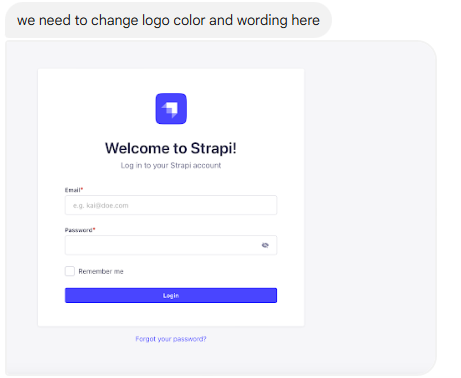 we need to change logo color and wording here
Welcome to Strapi!
Log in to your Strapi account
Email*
e.g. kai@doe.com
Password*
Remember me
Login
Forgot your password?